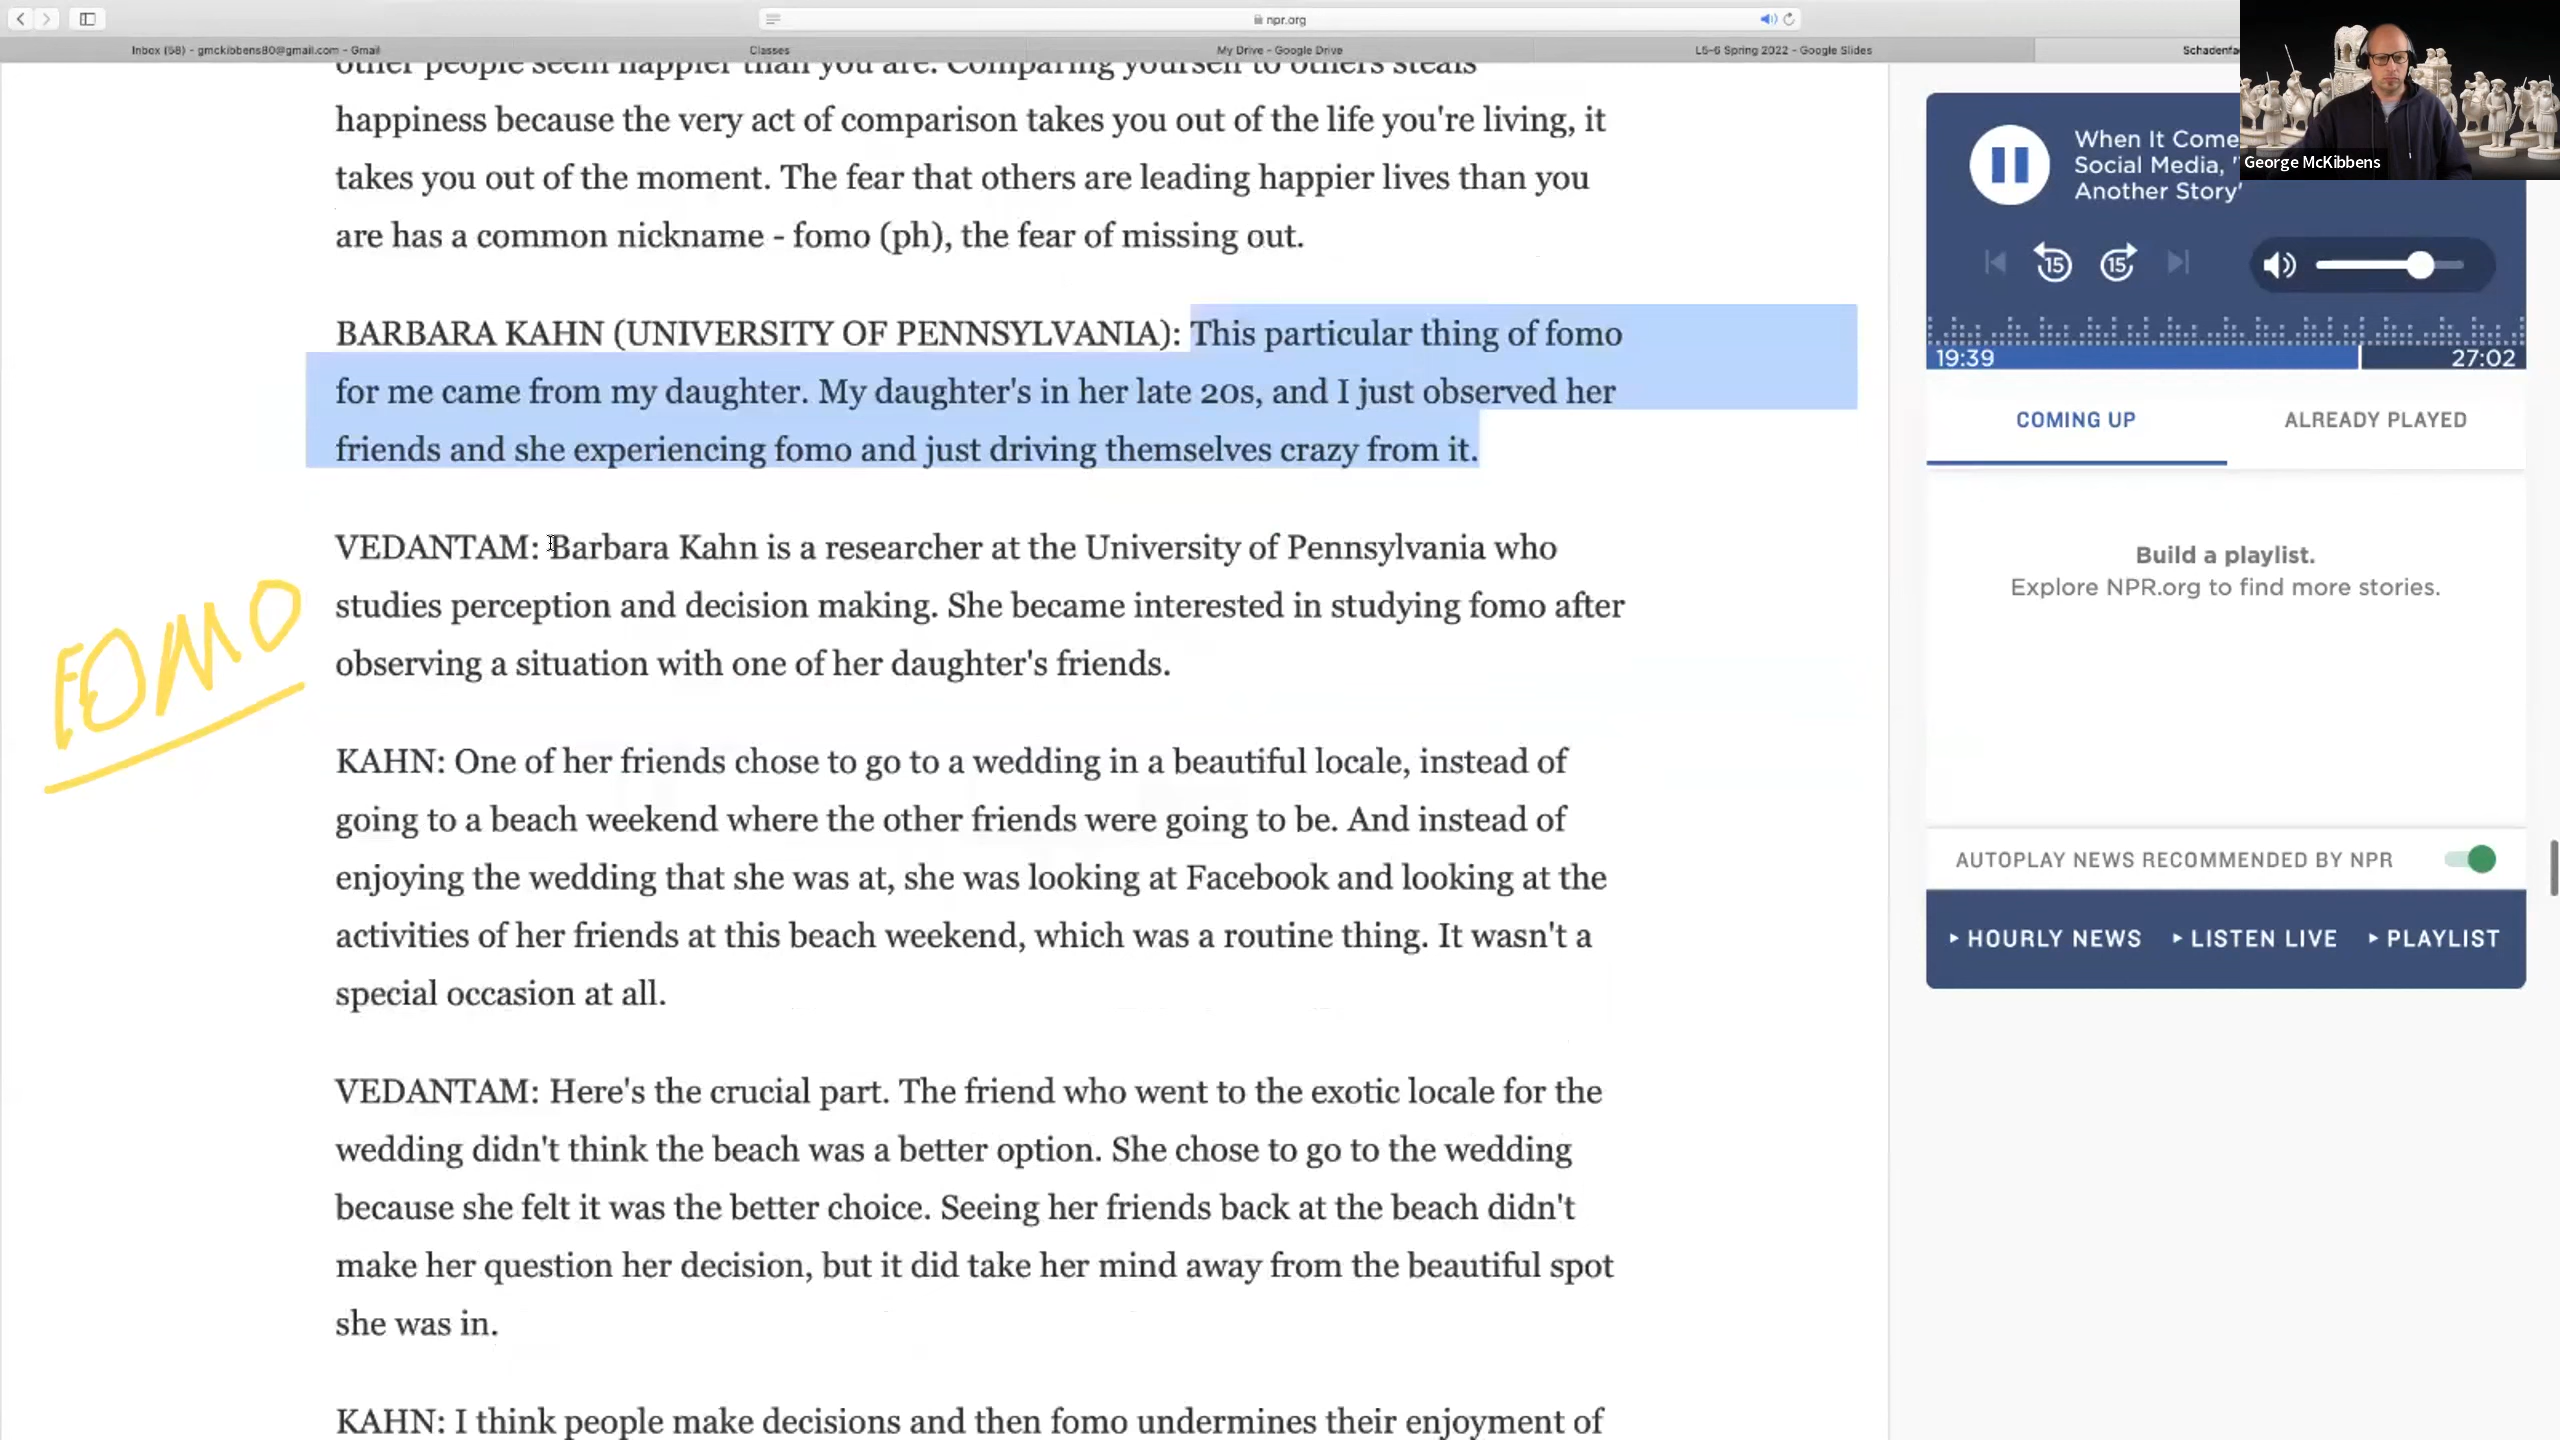 npr.org
Inbox (58) - gmckibbens80@gmail.com - Gmail
Classes
My Drive - Google Drive
L5-6 Spring 2022 - Google Slides
Schadenfa
George McKibbens
other people seem happier than you are. Comparing yourself to others steals
happiness because the very act of comparison takes you out of the life you're living, it
takes you out of the moment. The fear that others are leading happier lives than you
are has a common nickname - fomo (ph), the fear of missing out.
BARBARA KAHN (UNIVERSITY OF PENNSYLVANIA): This particular thing of fomo
for me came from my daughter. My daughter's in her late 20s, and I just observed her
friends and she experiencing fomo and just driving themselves crazy from it.
VEDANTAM: Barbara Kahn is a researcher at the University of Pennsylvania who
studies perception and decision making. She became interested in studying fomo after
observing a situation with one of her daughter's friends.
FOMO
KAHN: One of her friends chose to go to a wedding in a beautiful locale, instead of
going to a beach weekend where the other friends were going to be. And instead of
enjoying the wedding that she was at, she was looking at Facebook and looking at the
activities of her friends at this beach weekend, which was a routine thing. It wasn't a
special occasion at all.
VEDANTAM: Here's the crucial part. The friend who went to the exotic locale for the
wedding didn't think the beach was a better option. She chose to go to the wedding
because she felt it was the better choice. Seeing her friends back at the beach didn't
make her question her decision, but it did take her mind away from the beautiful spot
she was in.
KAHN: I think people make decisions and then fomo undermines their enjoyment of
When It Come
Social Media, "
Another Story'
15
15
19:39
27:02
COMING UP
ALREADY PLAYED
Build a playlist.
Explore NPR.org to find more stories.
AUTOPLAY NEWS RECOMMENDED BY NPR
HOURLY NEWS
LISTEN LIVE
PLAYLIST